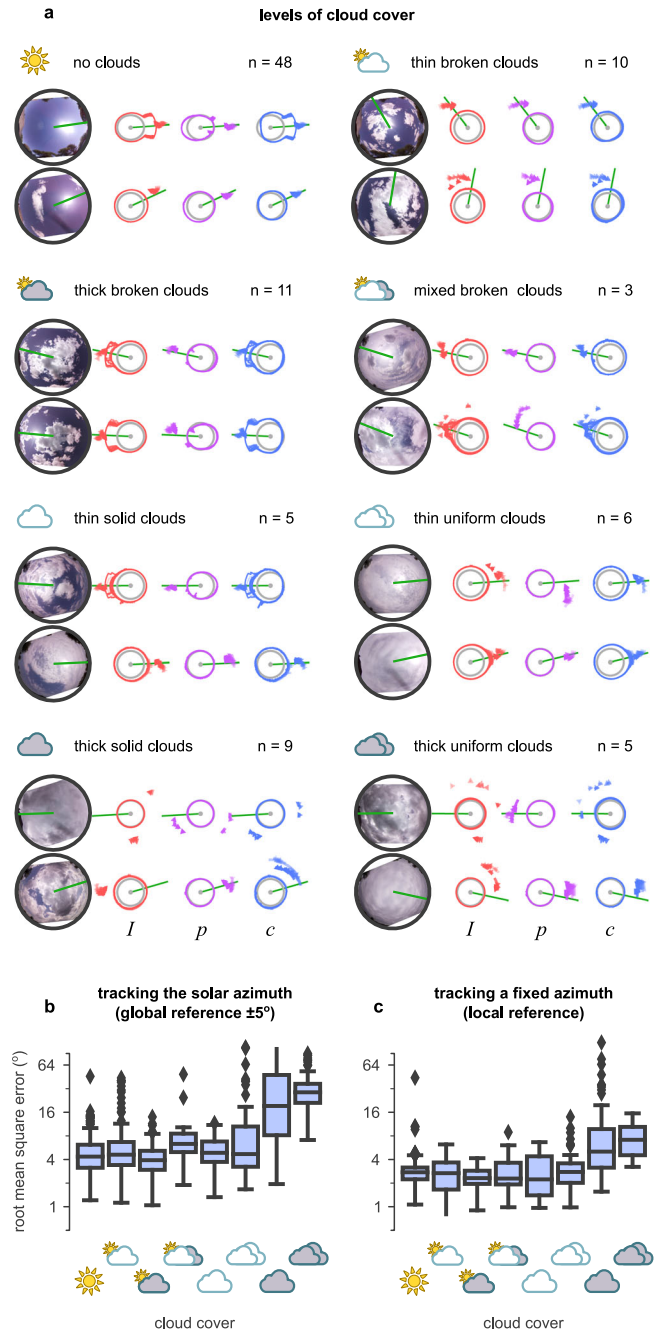 a
levels of cloud cover
no clouds n = 48
thin broken clouds n = 10
thick broken clouds n = 11
mixed broken clouds n = 3
thin solid clouds n = 5
thin uniform clouds n = 6
thick solid clouds n = 9
thick uniform clouds n = 5
I p c
I p c
b
tracking the solar azimuth
(global reference ±5º)
root mean square error (º)
64
16
4
1
cloud cover
c
tracking a fixed azimuth
(local reference)
64
16
4
1
cloud cover